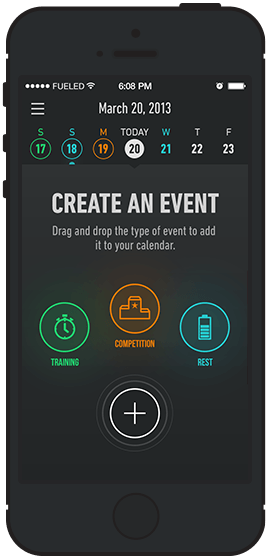 FUELED 6:08 PM
March 20, 2013
S S M TODAY W T F
17 18 19 20 21 22 23
CREATE AN EVENT
Drag and drop the type of event to add
it to your calendar.
COMPETITION
TRAINING REST